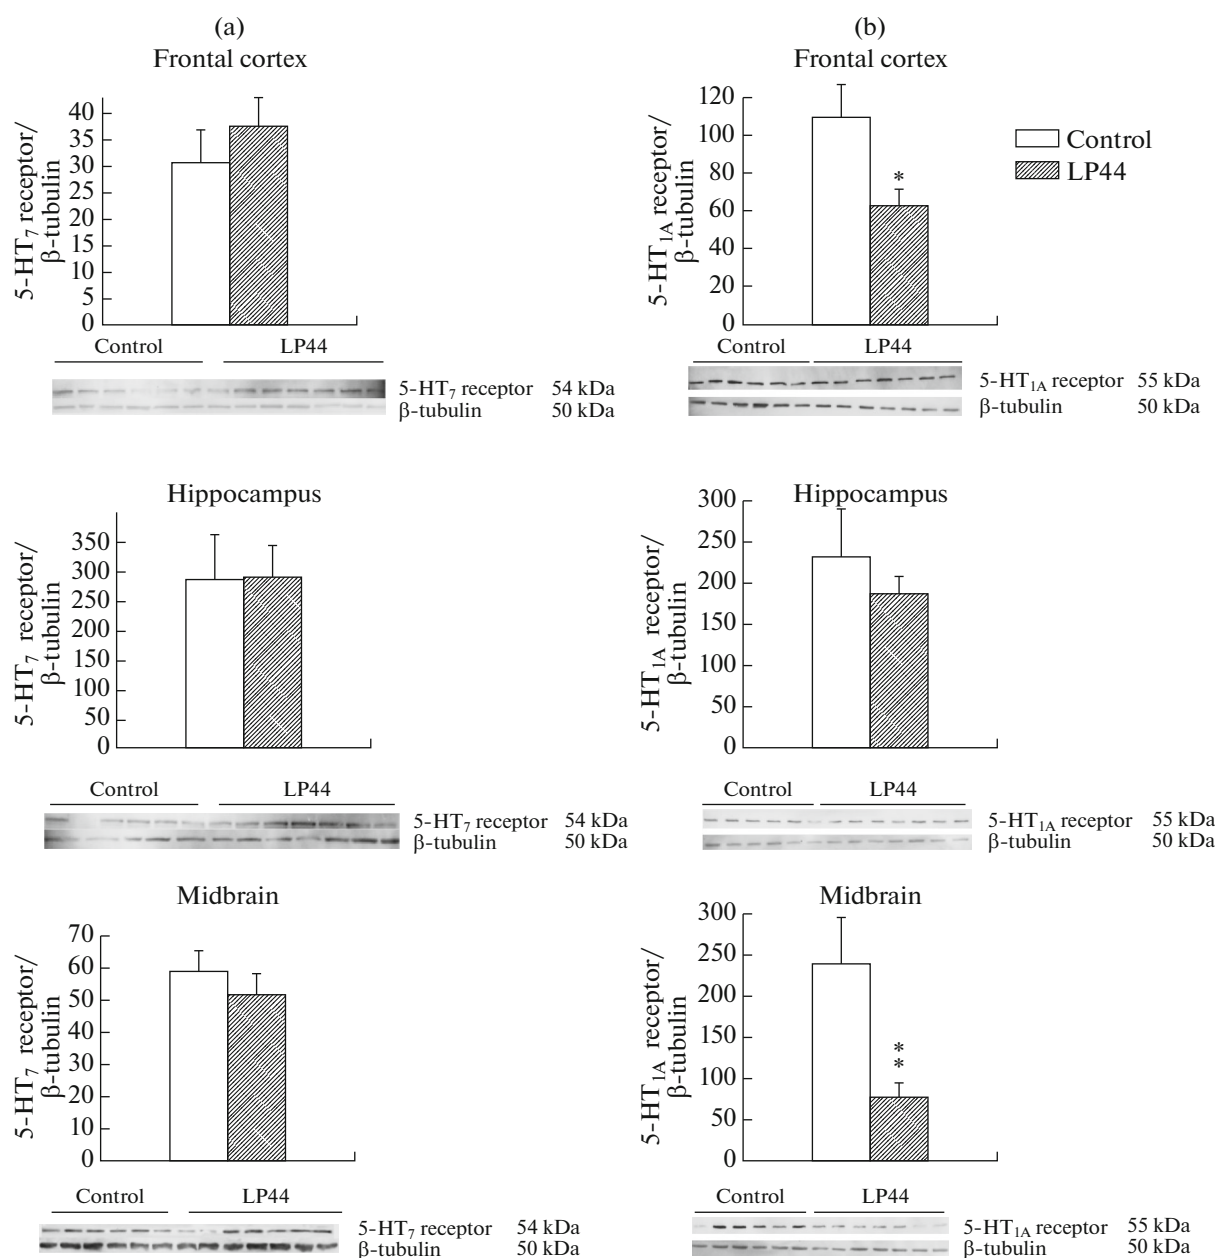 (a)
Frontal cortex
5-HT₇ receptor/
β-tubulin
40
35
30
25
20
15
10
5
0
Control LP44
5-HT₇ receptor 54 kDa
β-tubulin 50 kDa
Hippocampus
5-HT₇ receptor/
β-tubulin
350
300
250
200
150
100
50
0
Control LP44
5-HT₇ receptor 54 kDa
β-tubulin 50 kDa
Midbrain
5-HT₇ receptor/
β-tubulin
70
60
50
40
30
20
10
0
Control LP44
5-HT₇ receptor 54 kDa
β-tubulin 50 kDa
(b)
Frontal cortex
5-HT₁A receptor/
β-tubulin
120
100
80
60
40
20
0
*
Control
LP44
Control LP44
5-HT₁A receptor 55 kDa
β-tubulin 50 kDa
Hippocampus
5-HT₁A receptor/
β-tubulin
300
250
200
150
100
50
0
Control LP44
5-HT₁A receptor 55 kDa
β-tubulin 50 kDa
Midbrain
5-HT₁A receptor/
β-tubulin
300
250
200
150
100
50
0
*
*
Control LP44
5-HT₁A receptor 55 kDa
β-tubulin 50 kDa